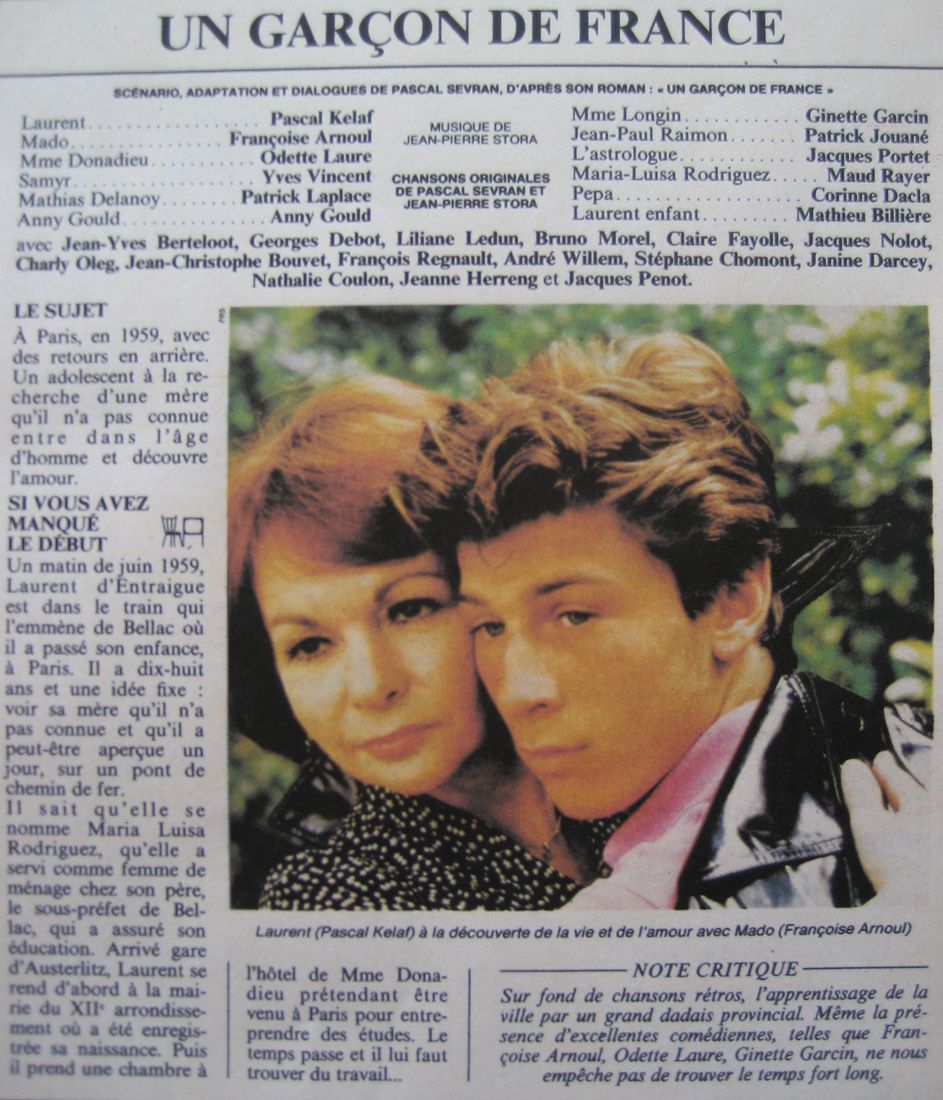 UN GARÇON DE FRANCE
SCÉNARIO, ADAPTATION ET DIALOGUES DE PASCAL SEVRAN, D'APRÈS SON ROMAN : « UN GARÇON DE FRANCE »
Laurent.................... Pascal Kelaf
Mado.................... Françoise Arnoul
Mme Donadieu............. Odette Laure
Samyr.................... Yves Vincent
Mathias Delanoy.......... Patrick Laplace
Anny Gould................ Anny Gould
MUSIQUE DE
JEAN-PIERRE STORA
CHANSONS ORIGINALES
DE PASCAL SEVRAN ET
JEAN-PIERRE STORA
Mme Longin............... Ginette Garcin
Jean-Paul Raimon........ Patrick Jouané
L'astrologue............. Jacques Portet
Maria-Luisa Rodriguez..... Maud Rayer
Pepa.................... Corinne Dacla
Laurent enfant......... Mathieu Billière
avec Jean-Yves Berteloot, Georges Debot, Liliane Ledun, Bruno Morel, Claire Fayolle, Jacques Nolot,
Charly Oleg, Jean-Christophe Bouvet, François Regnault, André Willem, Stéphane Chomont, Janine Darcey,
Nathalie Coulon, Jeanne Herreng et Jacques Penot.
LE SUJET
À Paris, en 1959, avec
des retours en arrière.
Un adolescent à la re-
cherche d'une mère
qu'il n'a pas connue
entre dans l'âge
d'homme et découvre
l'amour.
SI VOUS AVEZ
MANQUÉ
LE DÉBUT
Un matin de juin 1959,
Laurent d'Entraigue
est dans le train qui
l'emmène de Bellac où
il a passé son enfance,
à Paris. Il a dix-huit
ans et une idée fixe :
voir sa mère qu'il n'a
pas connue et qu'il a
peut-être aperçue un
jour, sur un pont de
chemin de fer.
Il sait qu'elle se
nomme Maria Luisa
Rodriguez, qu'elle a
servi comme femme de
ménage chez son père,
le sous-préfet de Bel-
lac, qui a assuré son
éducation. Arrivé gare
d'Austerlitz, Laurent se
rend d'abord à la mai-
rie du XIIe arrondisse-
ment où a été enregis-
trée sa naissance. Puis
il prend une chambre à
Laurent (Pascal Kelaf) à la découverte de la vie et de l'amour avec Mado (Françoise Arnoul)
l'hôtel de Mme Dona-
dieu prétendant être
venu à Paris pour entre-
prendre des études. Le
temps passe et il lui faut
trouver du travail...
NOTE CRITIQUE
Sur fond de chansons rétros, l'apprentissage de la
ville par un grand dadais provincial. Même la pré-
sence d'excellentes comédiennes, telles que Fran-
çoise Arnoul, Odette Laure, Ginette Garcin, ne nous
empêche pas de trouver le temps fort long.